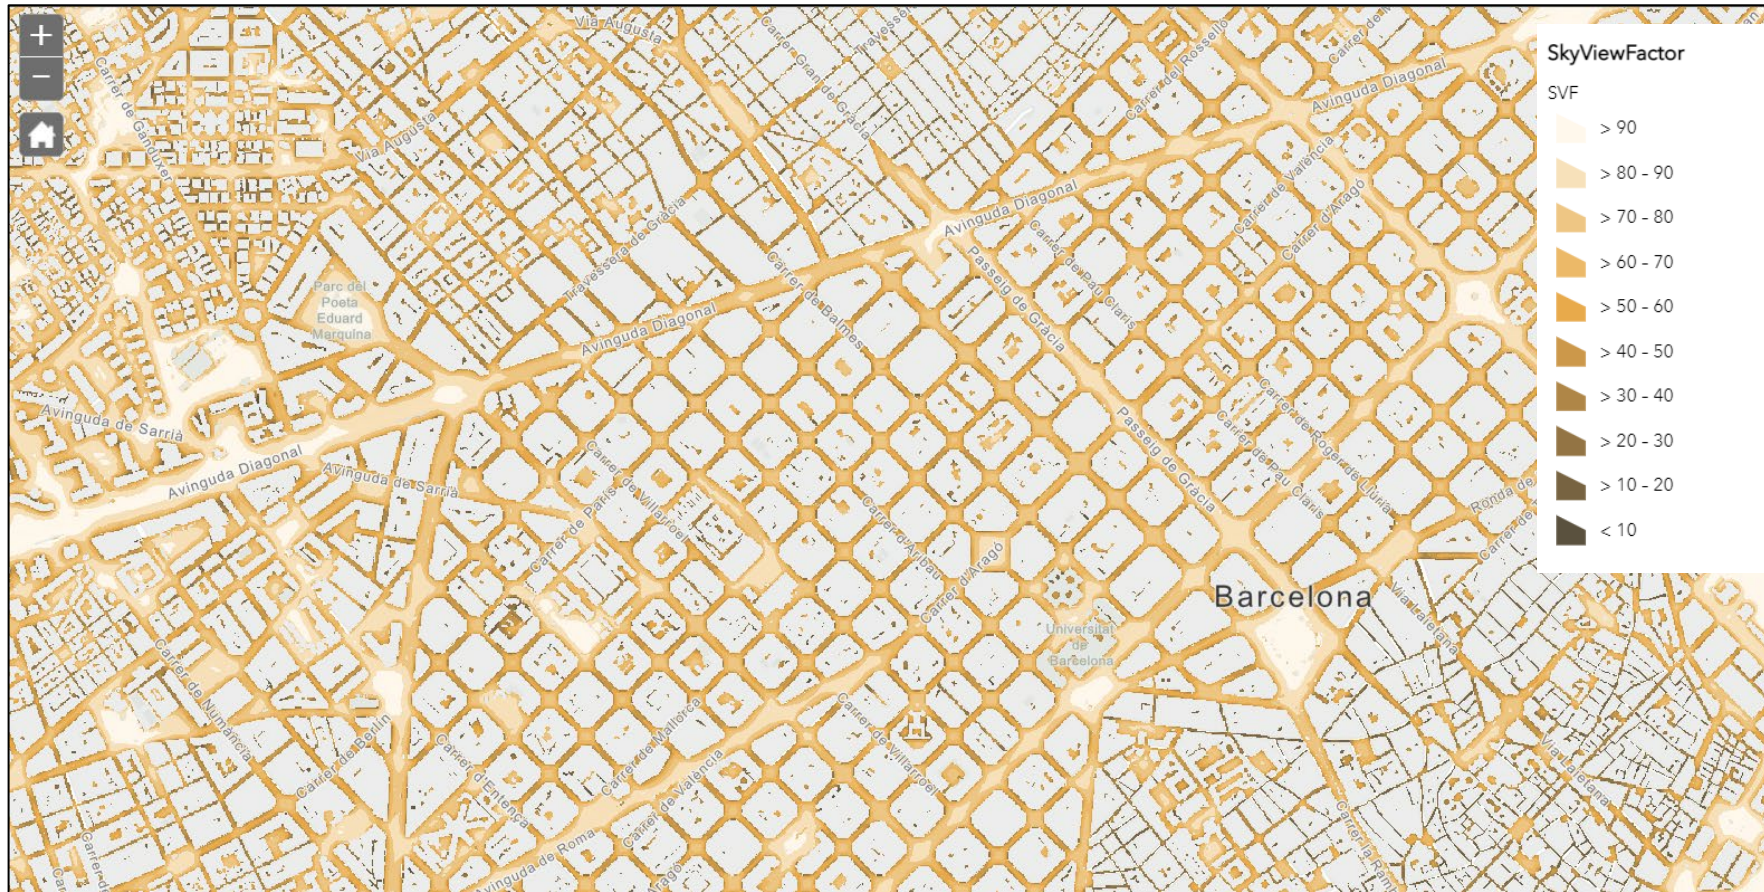 +
−
SkyViewFactor
SVF
> 90
> 80 - 90
> 70 - 80
> 60 - 70
> 50 - 60
> 40 - 50
> 30 - 40
> 20 - 30
> 10 - 20
< 10
Via Augusta
Carrer Gran de Gràcia
Carrer del Rosselló
Avinguda Diagonal
Carrer de Ganduxer
Via Augusta
Carrer de València
Carrer d'Aragó
Avinguda Diagonal
Travessera de Gràcia
Carrer de Pau Claris
Passeig de Gràcia
Carrer de Balmes
Parc del
Poeta
Eduard
Marquina
Avinguda Diagonal
Avinguda de Sarrià
Carrer de Roger de Llúria
Passeig de Gràcia
Carrer de Pau Claris
Avinguda Diagonal
Avinguda de Sarrià
Carrer de París
Carrer de Villarroel
Carrer d'Aribau
Carrer d'Aragó
Ronda de
Barcelona
Via Laietana
Universitat
de
Barcelona
Carrer de Numància
Carrer de Berlín
Carrer d'Entença
Carrer de Mallorca
Carrer de València
Carrer de Villarroel
Via Laietana
Avinguda de Roma